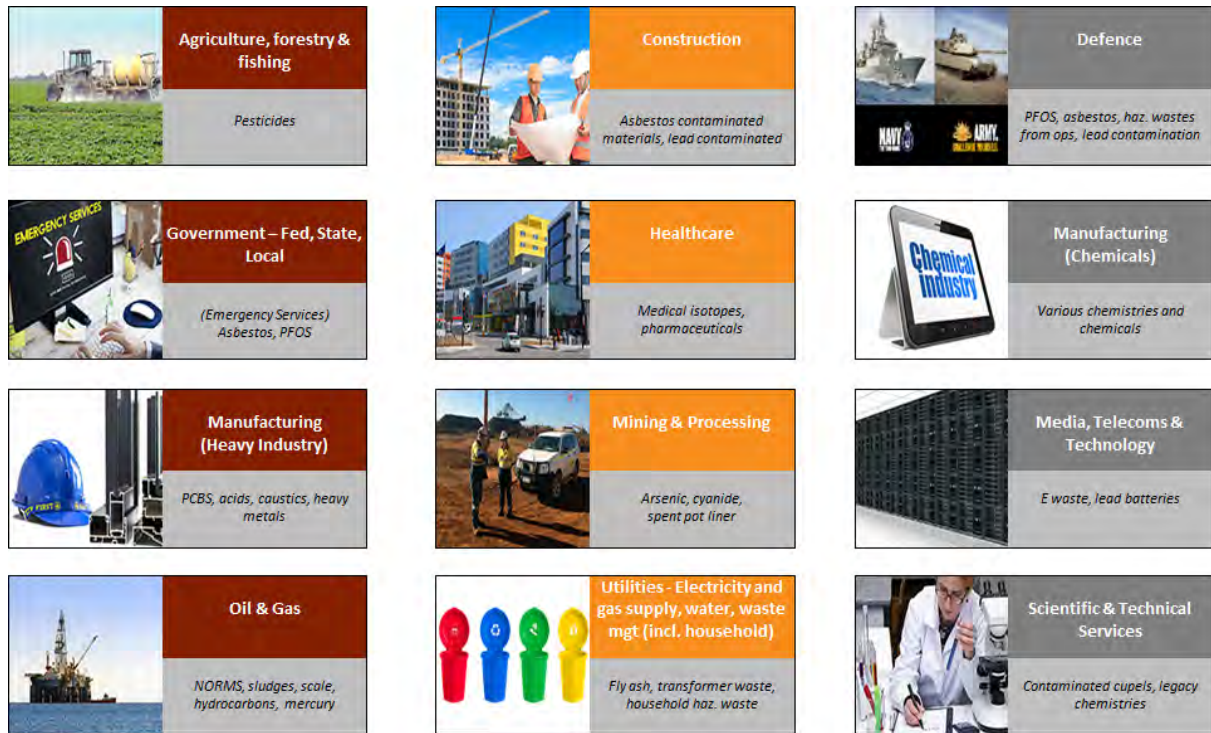 Agriculture, forestry &
fishing
Pesticides
Construction
Asbestos contaminated
materials, lead contaminated
Defence
PFOS, asbestos, haz. wastes
from ops, lead contamination
NAVY
ARMY.
EMERGENCY SERVICES
Government – Fed, State,
Local
(Emergency Services)
Asbestos, PFOS
Healthcare
Medical isotopes,
pharmaceuticals
Chemical
industry
Manufacturing
(Chemicals)
Various chemistries and
chemicals
Manufacturing
(Heavy Industry)
PCBS, acids, caustics, heavy
metals
FIRST
Mining & Processing
Arsenic, cyanide,
spent pot liner
Media, Telecoms &
Technology
E waste, lead batteries
Oil & Gas
NORMS, sludges, scale,
hydrocarbons, mercury
Utilities - Electricity and
gas supply, water, waste
mgt (incl. household)
Fly ash, transformer waste,
household haz. waste
Scientific & Technical
Services
Contaminated cupels, legacy
chemistries